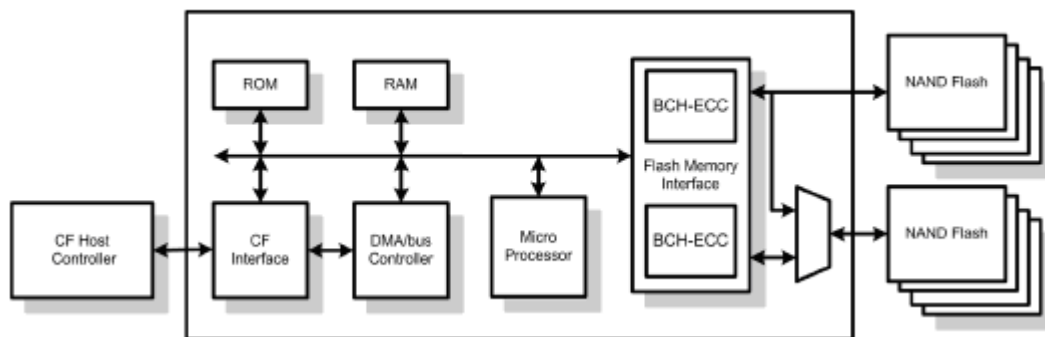 ROM
RAM
BCH-ECC
NAND Flash
Flash Memory
Interface
CF Host
Controller
CF
Interface
DMA/bus
Controller
Micro
Processor
BCH-ECC
NAND Flash